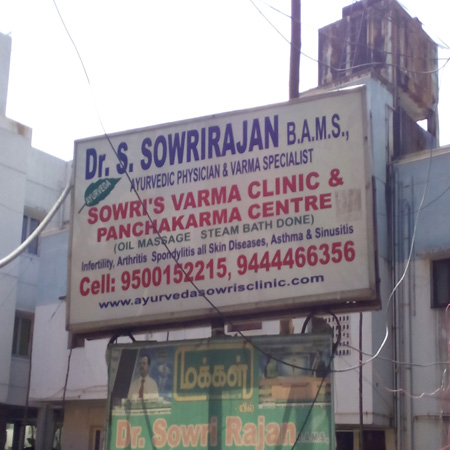 Dr. S. SOWRIRAJAN B.A.M.S.,
AYURVEDA
AYURVEDIC PHYSICIAN & VARMA SPECIALIST
SOWRI'S VARMA CLINIC &
PANCHAKARMA CENTRE
(OIL MASSAGE STEAM BATH DONE)
Infertility, Arthritis Spondylitis all Skin Diseases, Asthma & Sinusitis
Cell: 9500152215, 9444466356
www.ayurvedasowrisclinic.com
மக்கள்
Dr. Sowri Rajan